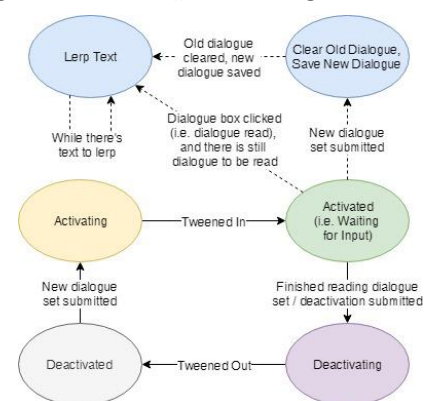 Lerp Text
Old dialogue
cleared, new
dialogue saved
Clear Old Dialogue,
Save New Dialogue
While there's
text to lerp
Dialogue box clicked
(i.e. dialogue read),
and there is still
dialogue to be read
New dialogue
set submitted
Activating
Tweened In
Activated
(i.e. Waiting
for Input)
New dialogue
set submitted
Finished reading dialogue
set / deactivation submitted
Deactivated
Tweened Out
Deactivating